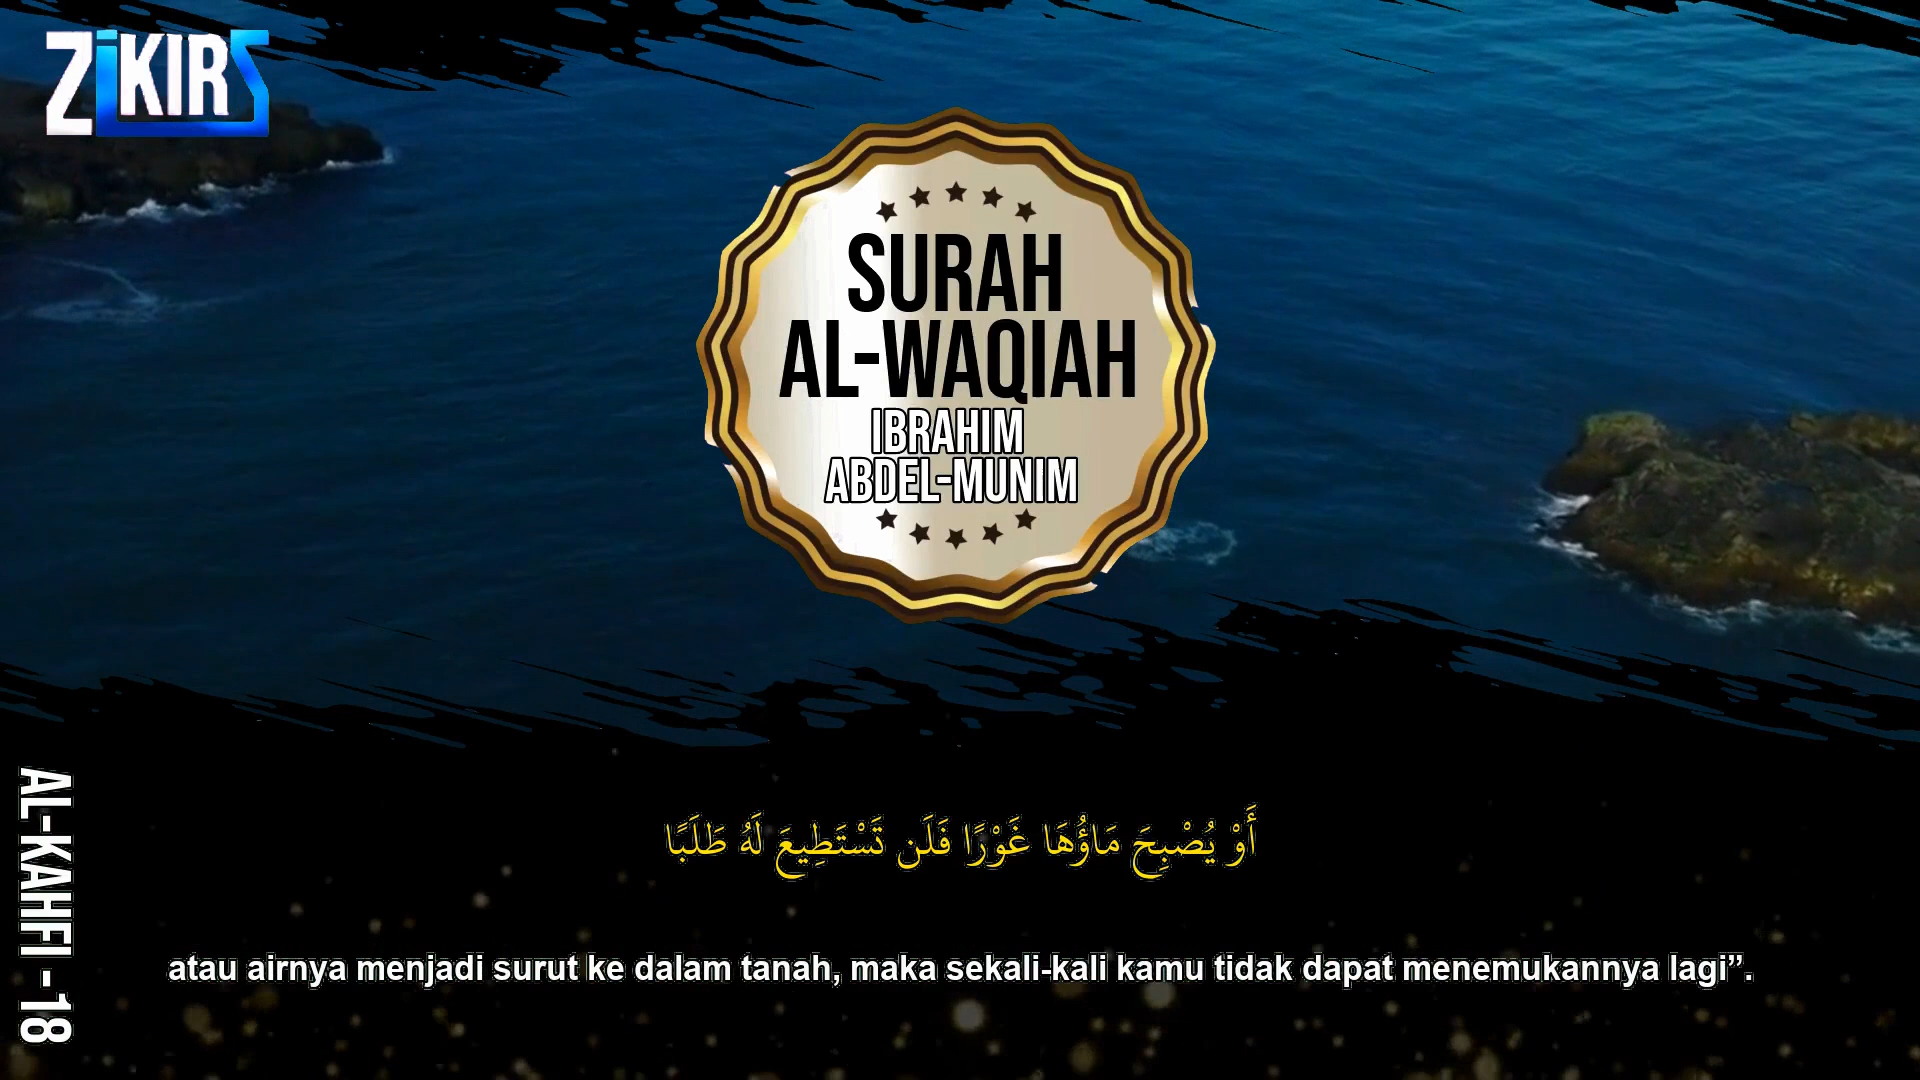 ZIKIRS
SURAH
AL-WAQIAH
IBRAHIM
ABDEL-MUNIM
أَوْ يُصْبِحَ مَاؤُهَا غَوْرًا فَلَن تَسْتَطِيعَ لَهُ طَلَبًا
atau airnya menjadi surut ke dalam tanah, maka sekali-kali kamu tidak dapat menemukannya lagi”.
AL-KAHFI - 18